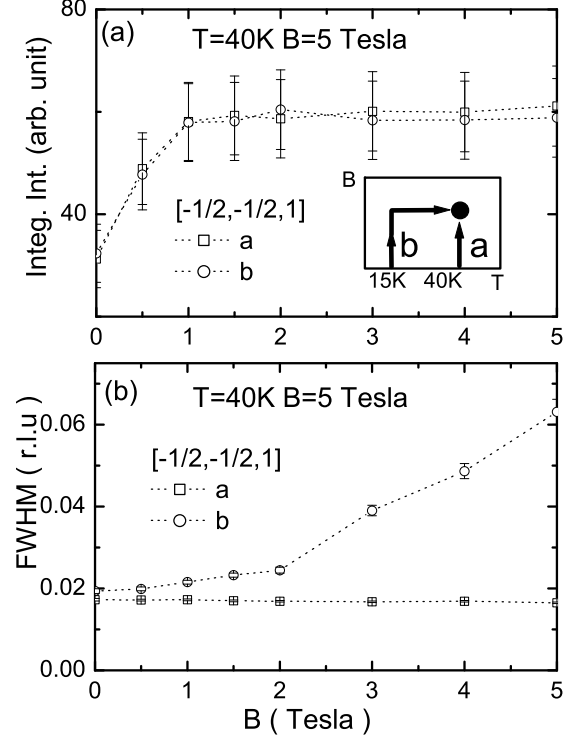 80
(a)
T=40K B=5 Tesla
Integ. Int. (arb. unit)
B
[-1/2,-1/2,1]
40
a
b
b
a
15K
40K
T
0
1
2
3
4
5
(b)
T=40K B=5 Tesla
0.06
[-1/2,-1/2,1]
a
b
FWHM ( r.l.u )
0.04
0.02
0.00
0
1
2
3
4
5
B ( Tesla )